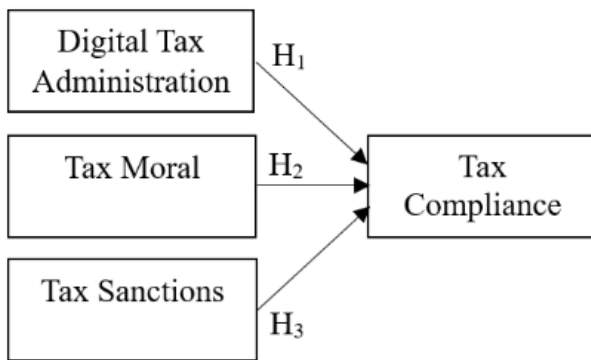 Digital Tax
Administration
H₁
Tax Moral
H₂
Tax
Compliance
Tax Sanctions
H₃